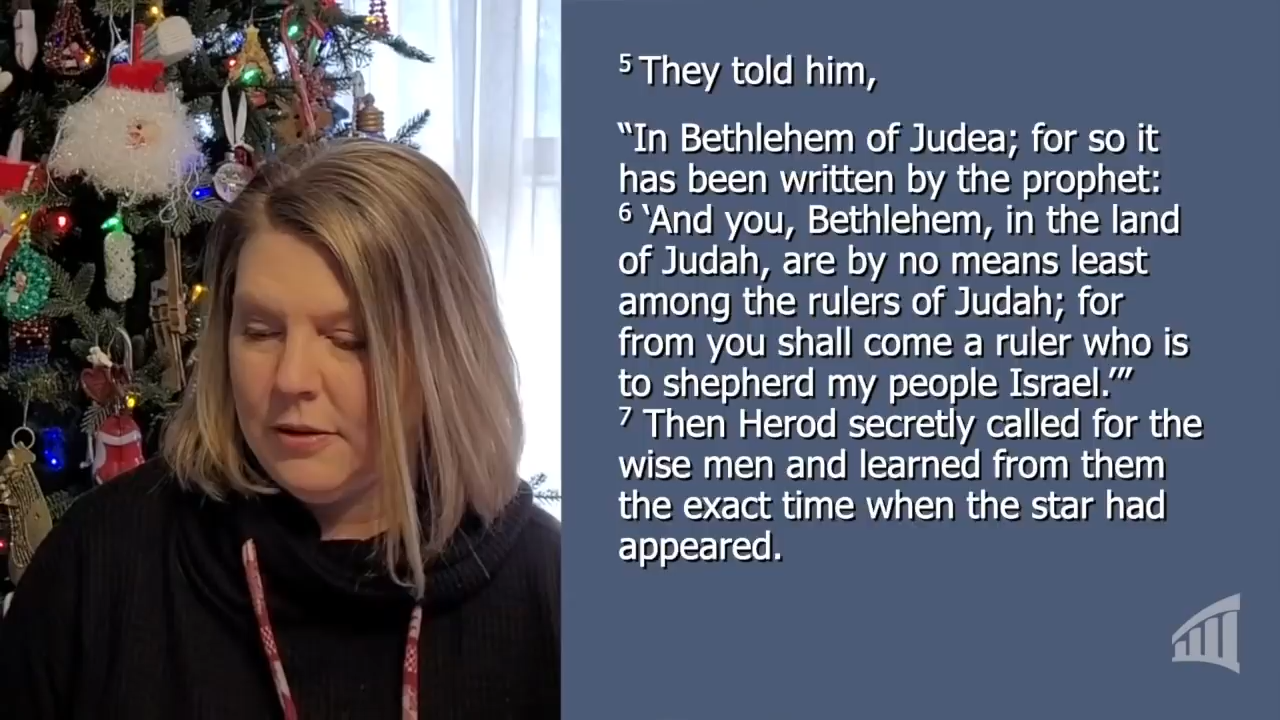 5 They told him,
“In Bethlehem of Judea; for so it
has been written by the prophet:
6 ‘And you, Bethlehem, in the land
of Judah, are by no means least
among the rulers of Judah; for
from you shall come a ruler who is
to shepherd my people Israel.’”
7 Then Herod secretly called for the
wise men and learned from them
the exact time when the star had
appeared.